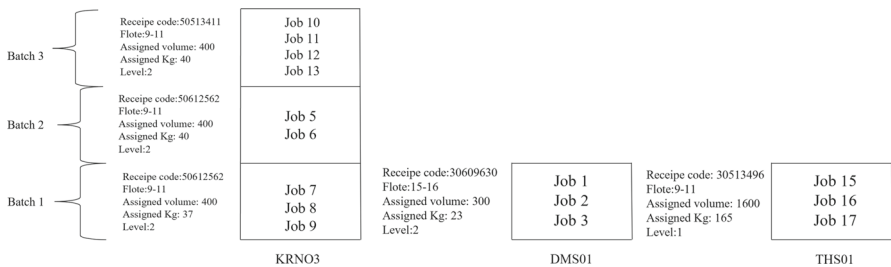 Batch 3
Receipe code:50513411
Flote:9-11
Assigned volume: 400
Assigned Kg: 40
Level:2
Job 10
Job 11
Job 12
Job 13
Batch 2
Receipe code:50612562
Flote:9-11
Assigned volume: 400
Assigned Kg: 40
Level:2
Job 5
Job 6
Batch 1
Receipe code:50612562
Flote:9-11
Assigned volume: 400
Assigned Kg: 37
Level:2
Job 7
Job 8
Job 9
KRNO3
Receipe code:30609630
Flote:15-16
Assigned volume: 300
Assigned Kg: 23
Level:2
Job 1
Job 2
Job 3
DMS01
Receipe code: 30513496
Flote:9-11
Assigned volume: 1600
Assigned Kg: 165
Level:1
Job 15
Job 16
Job 17
THS01